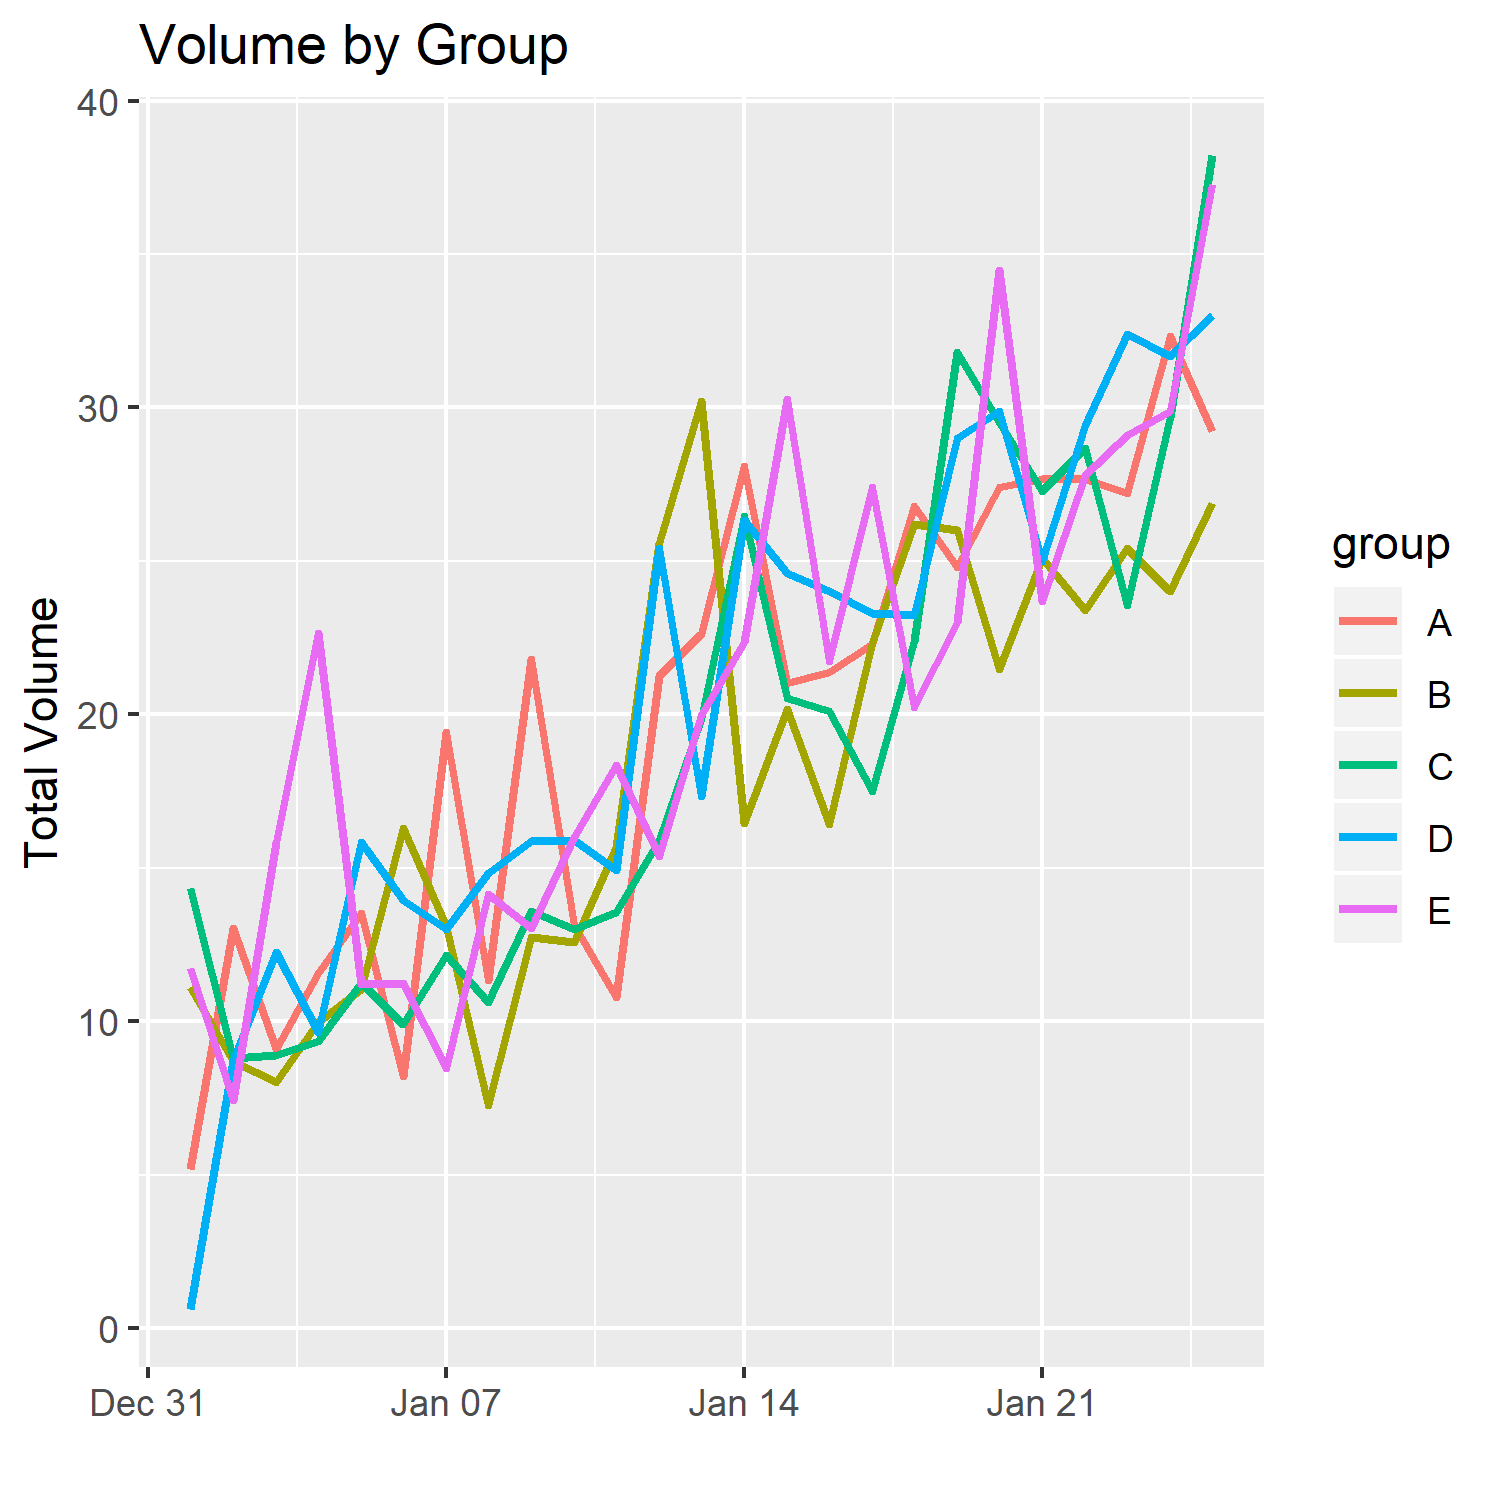 Volume by Group
Total Volume
40
30
20
10
0
Dec 31
Jan 07
Jan 14
Jan 21
group
A
B
C
D
E